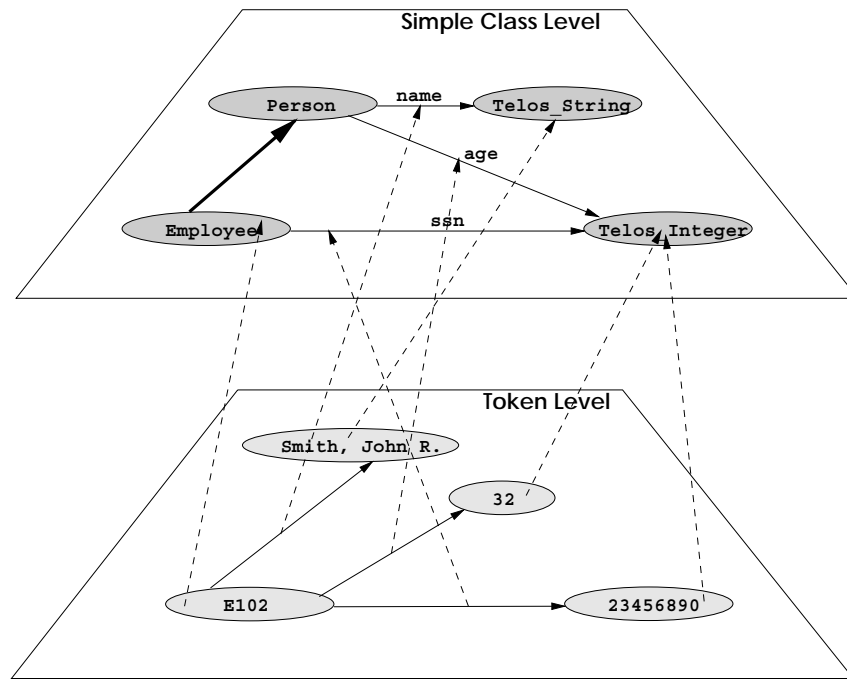 Simple Class Level
name
Person
Telos_String
age
ssn
Employee
Telos_Integer
Token Level
Smith, John R.
32
E102
23456890